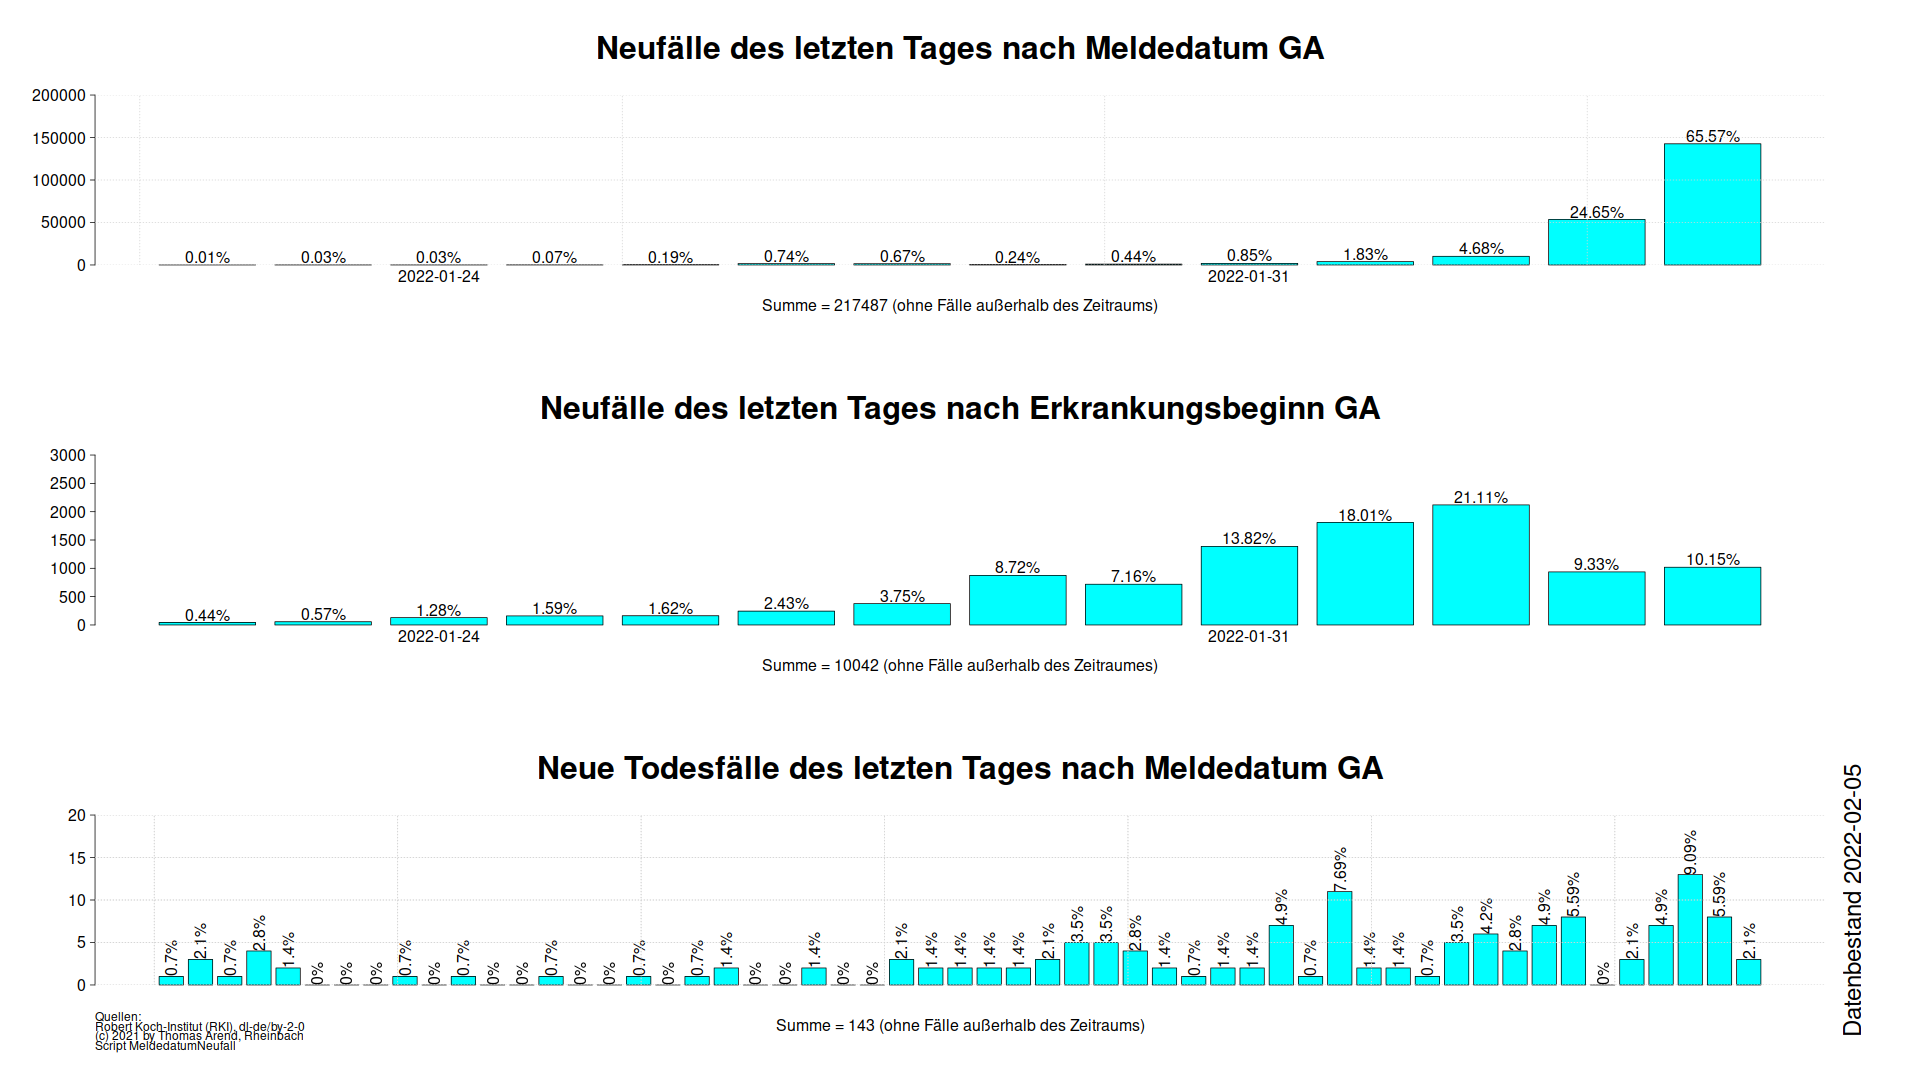 Neufälle des letzten Tages nach Meldedatum GA
200000
150000
100000
50000
0
0.01% 0.03% 0.03% 0.07% 0.19% 0.74% 0.67% 0.24% 0.44% 0.85% 1.83% 4.68% 24.65% 65.57%
2022-01-24 2022-01-31
Summe = 217487 (ohne Fälle außerhalb des Zeitraums)
Neufälle des letzten Tages nach Erkrankungsbeginn GA
3000
2500
2000
1500
1000
500
0
0.44% 0.57% 1.28% 1.59% 1.62% 2.43% 3.75% 8.72% 7.16% 13.82% 18.01% 21.11% 9.33% 10.15%
2022-01-24 2022-01-31
Summe = 10042 (ohne Fälle außerhalb des Zeitraumes)
Neue Todesfälle des letzten Tages nach Meldedatum GA
20
15
10
5
0
0.7% 2.1% 0.7% 2.8% 1.4% 0% 0% 0% 0.7% 0% 0.7% 0% 0% 0.7% 0% 0% 0.7% 0% 0.7% 1.4% 0% 0% 1.4% 0% 0% 2.1% 1.4% 1.4% 1.4% 1.4% 2.1% 3.5% 3.5% 2.8% 1.4% 0.7% 1.4% 1.4% 4.9% 0.7% 7.69% 1.4% 1.4% 0.7% 3.5% 4.2% 2.8% 4.9% 5.59% 0% 2.1% 4.9% 9.09% 5.59% 2.1%
Summe = 143 (ohne Fälle außerhalb des Zeitraums)
Quellen:
Robert Koch-Institut (RKI), dl-de/by-2-0
(c) 2021 by Thomas Arend, Rheinbach
Script MeldedatumNeufall
Datenbestand 2022-02-05